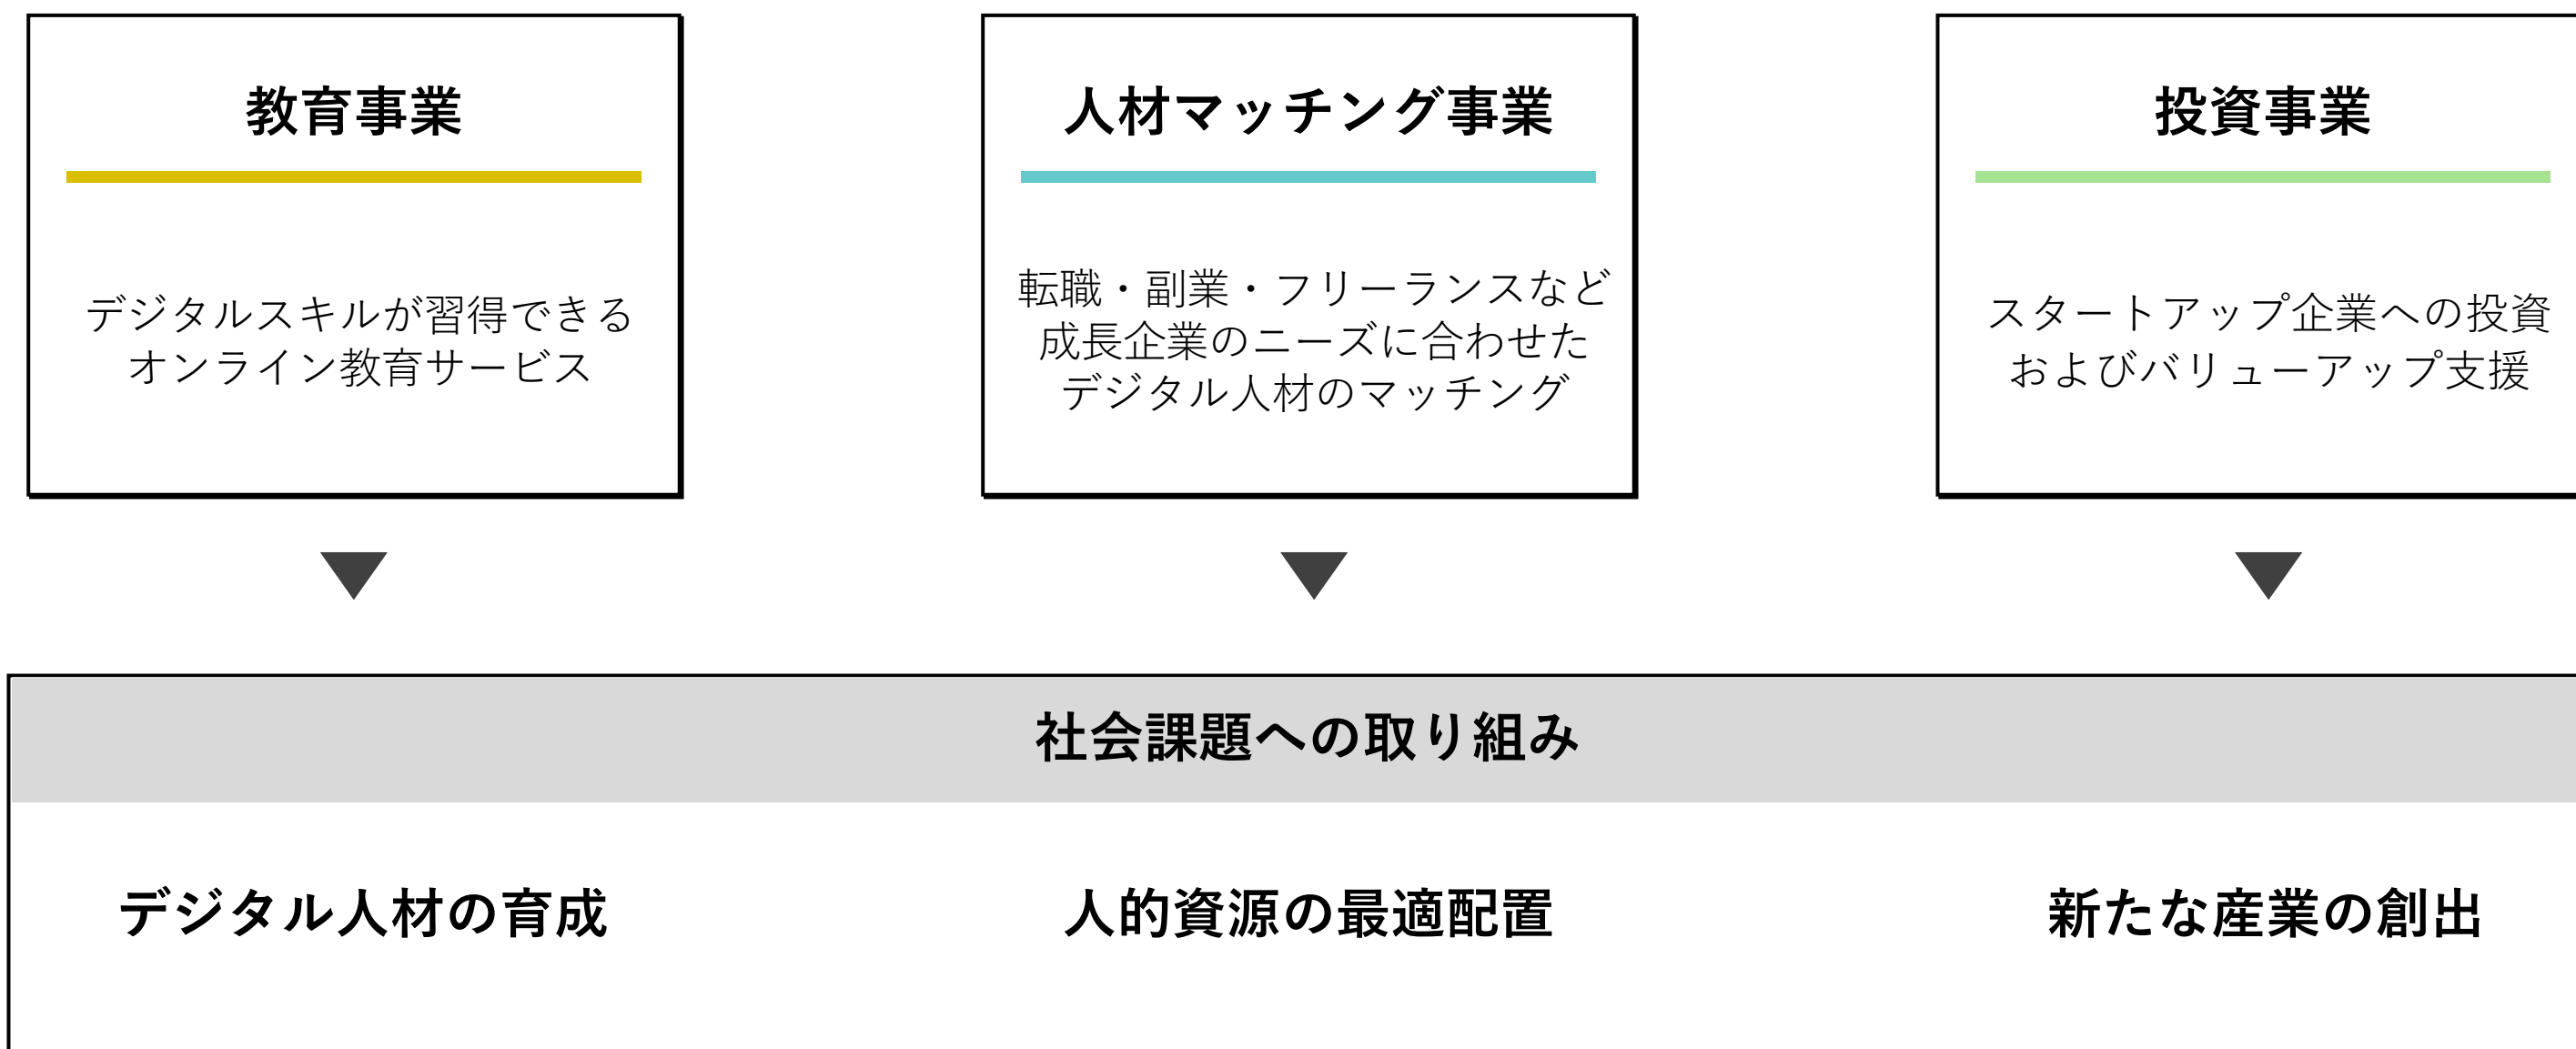 教育事業
デジタルスキルが習得できる
オンライン教育サービス
人材マッチング事業
転職・副業・フリーランスなど
成長企業のニーズに合わせた
デジタル人材のマッチング
投資事業
スタートアップ企業への投資
およびバリューアップ支援
社会課題への取り組み
デジタル人材の育成
人的資源の最適配置
新たな産業の創出